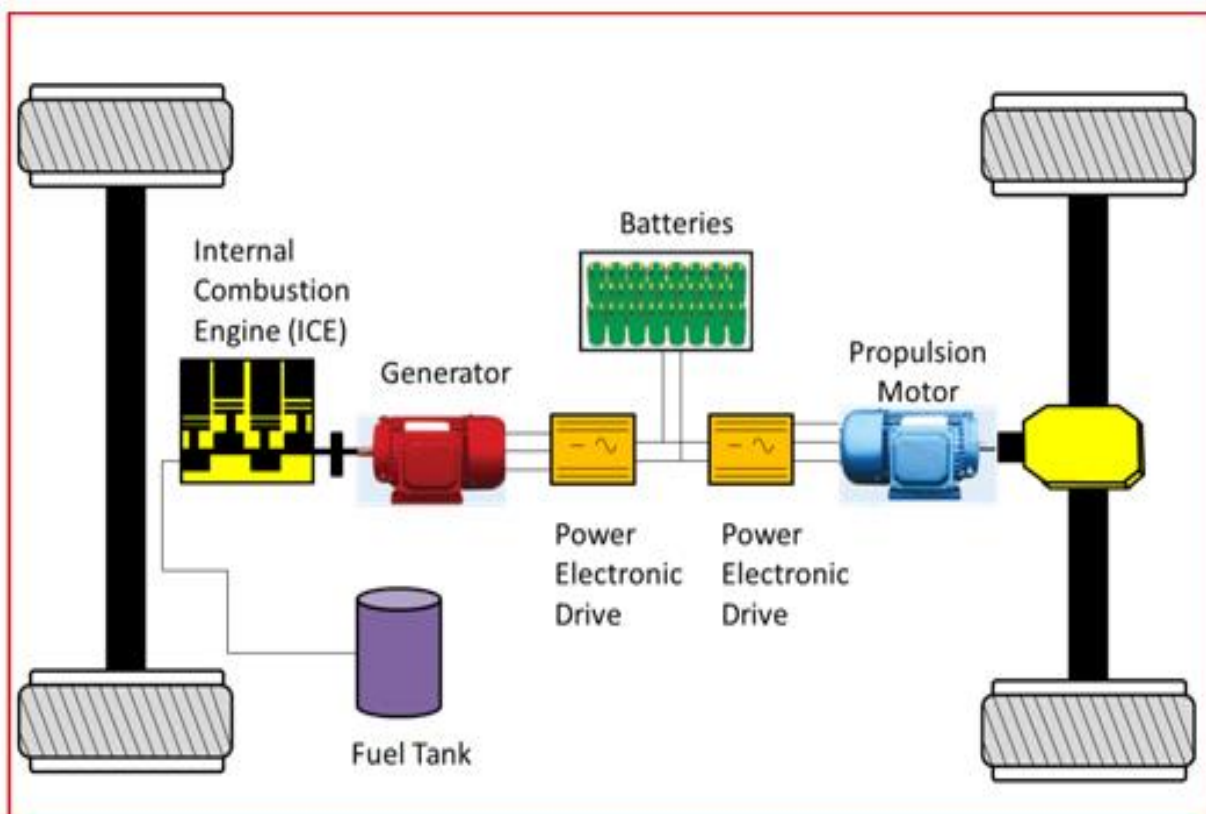 Internal
Combustion
Engine (ICE)
Generator
Batteries
Propulsion
Motor
Power
Electronic
Drive
Power
Electronic
Drive
Fuel Tank